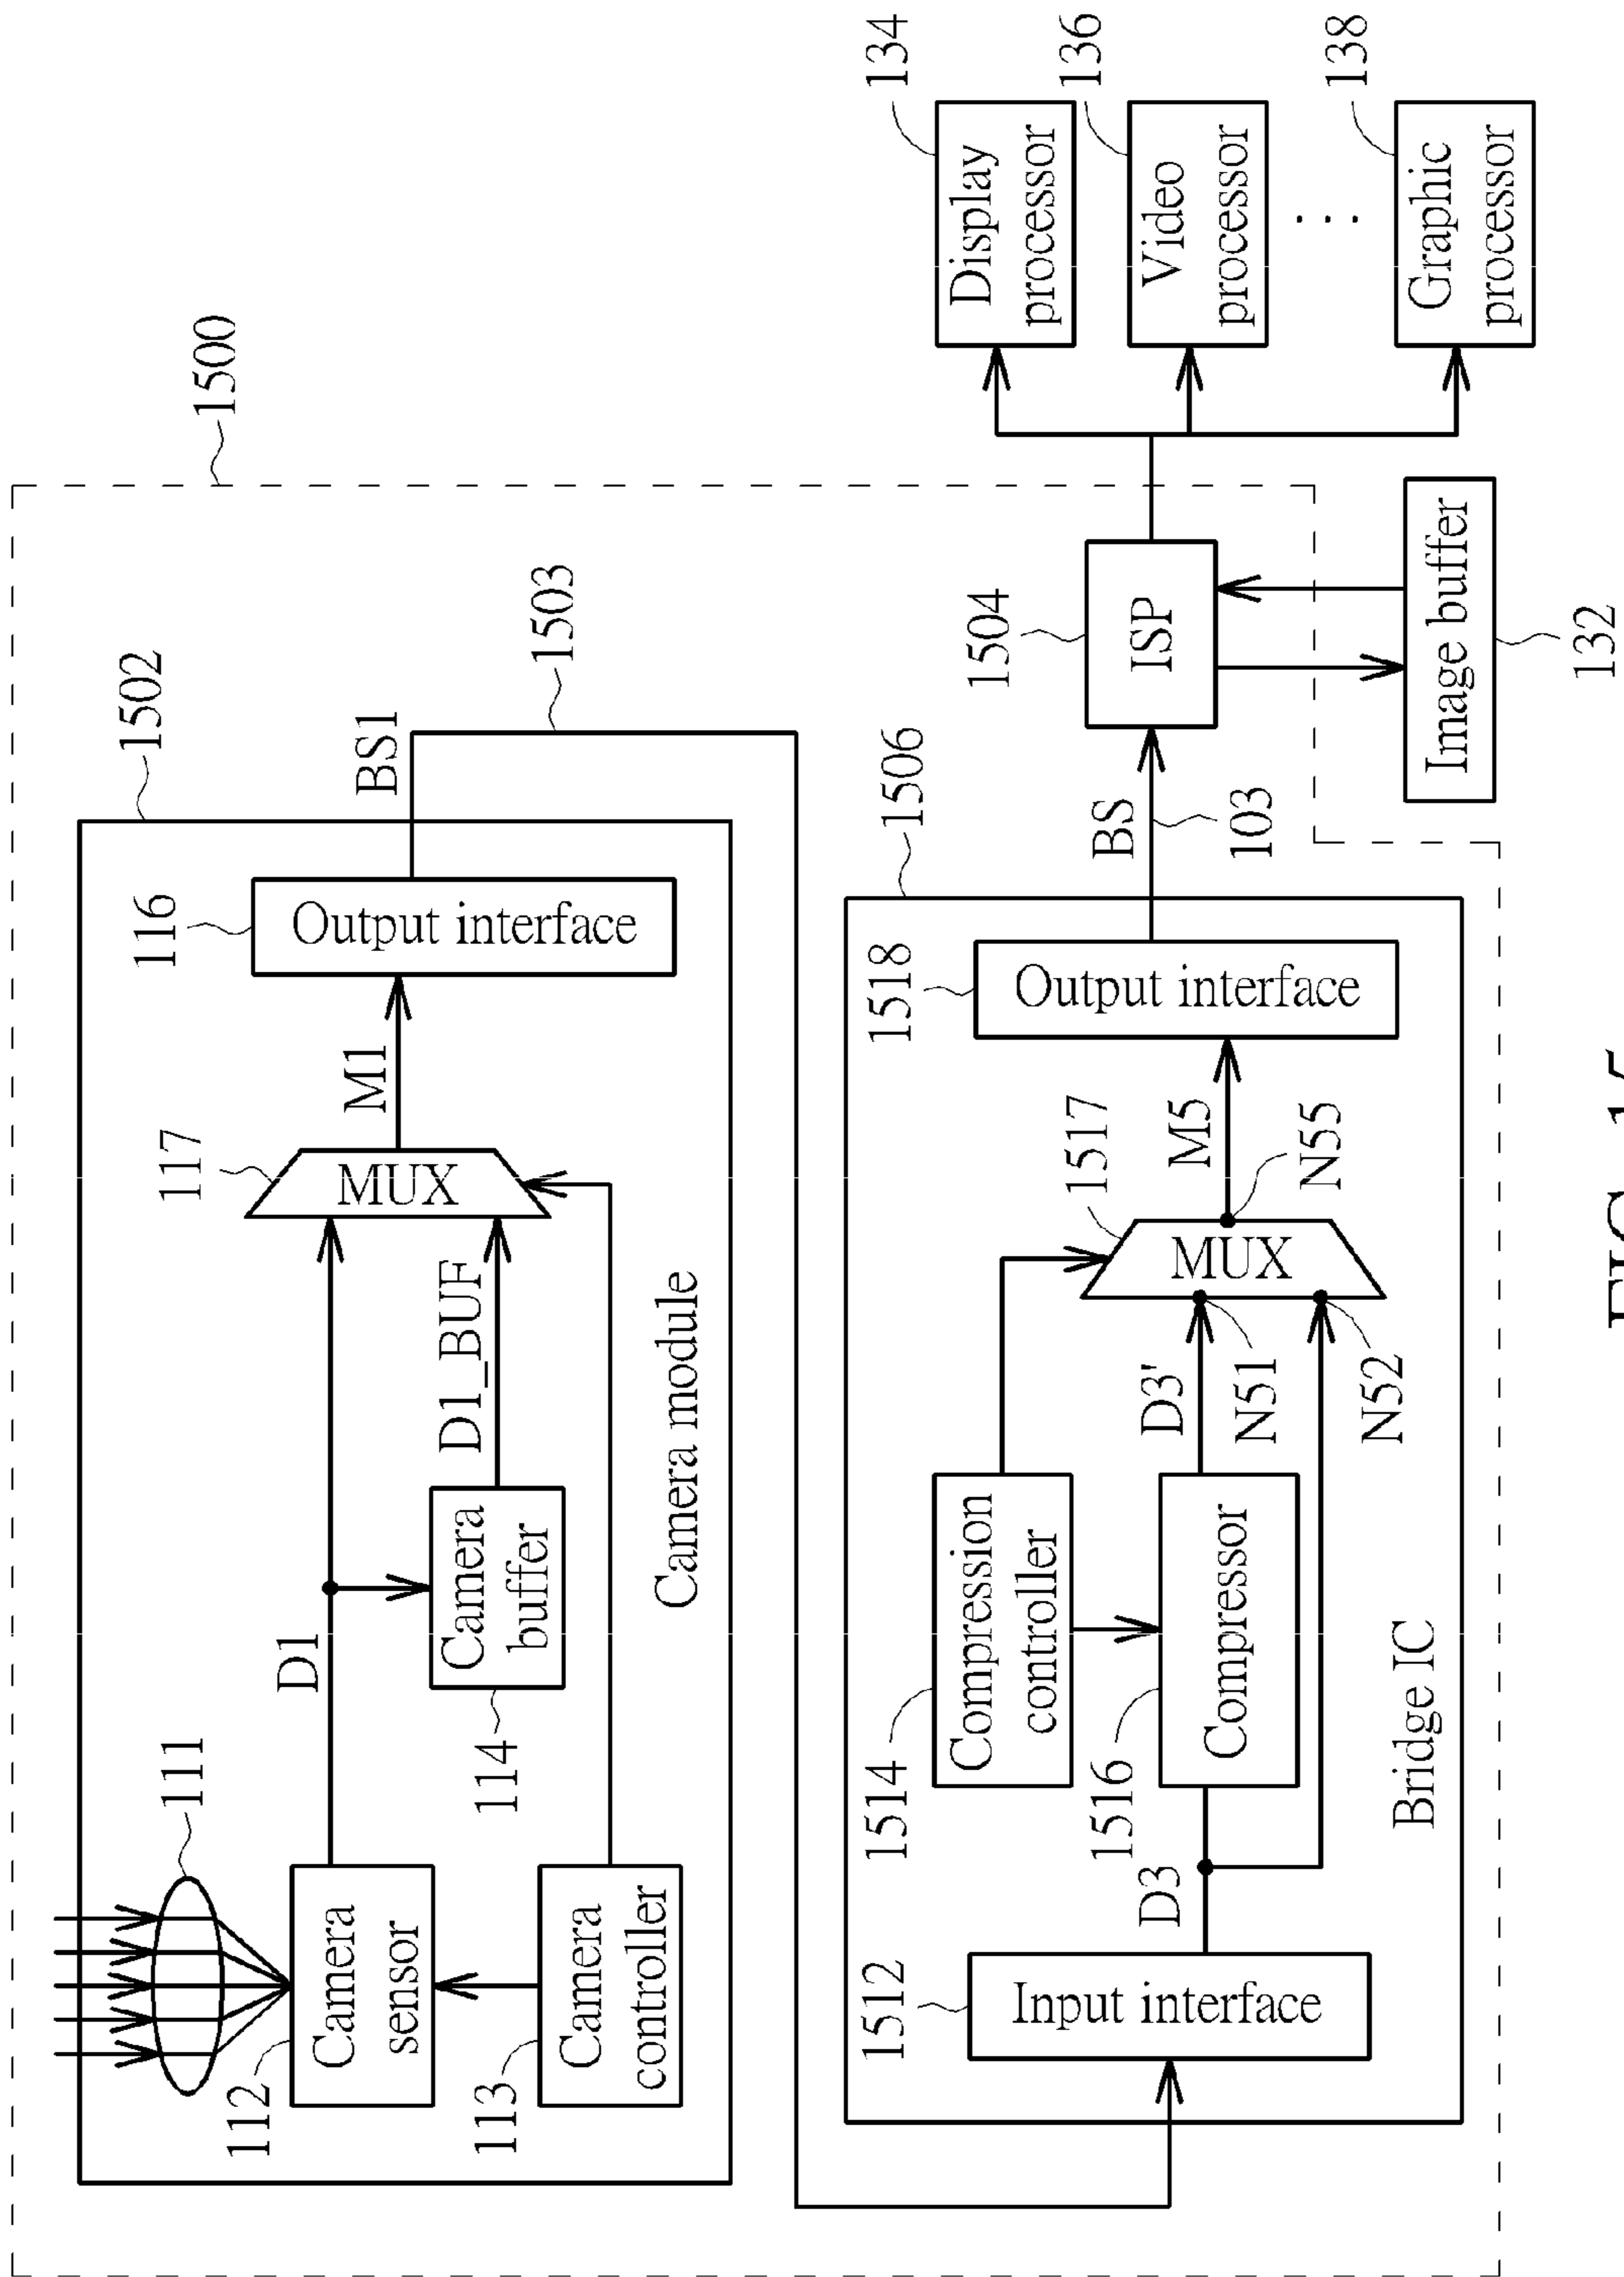 1500
1502
111
112
Camera
sensor
113
Camera
controller
D1
114
Camera
buffer
D1_BUF
117
MUX
M1
116
Output interface
BS1
1503
Camera module
1506
1512
Input interface
D3
1514
Compression
controller
1516
Compressor
D3'
N51
N52
1517
MUX
N55
M5
1518
Output interface
Bridge IC
BS
103
1504
ISP
Image buffer
132
Display
processor
134
Video
processor
136
Graphic
processor
138